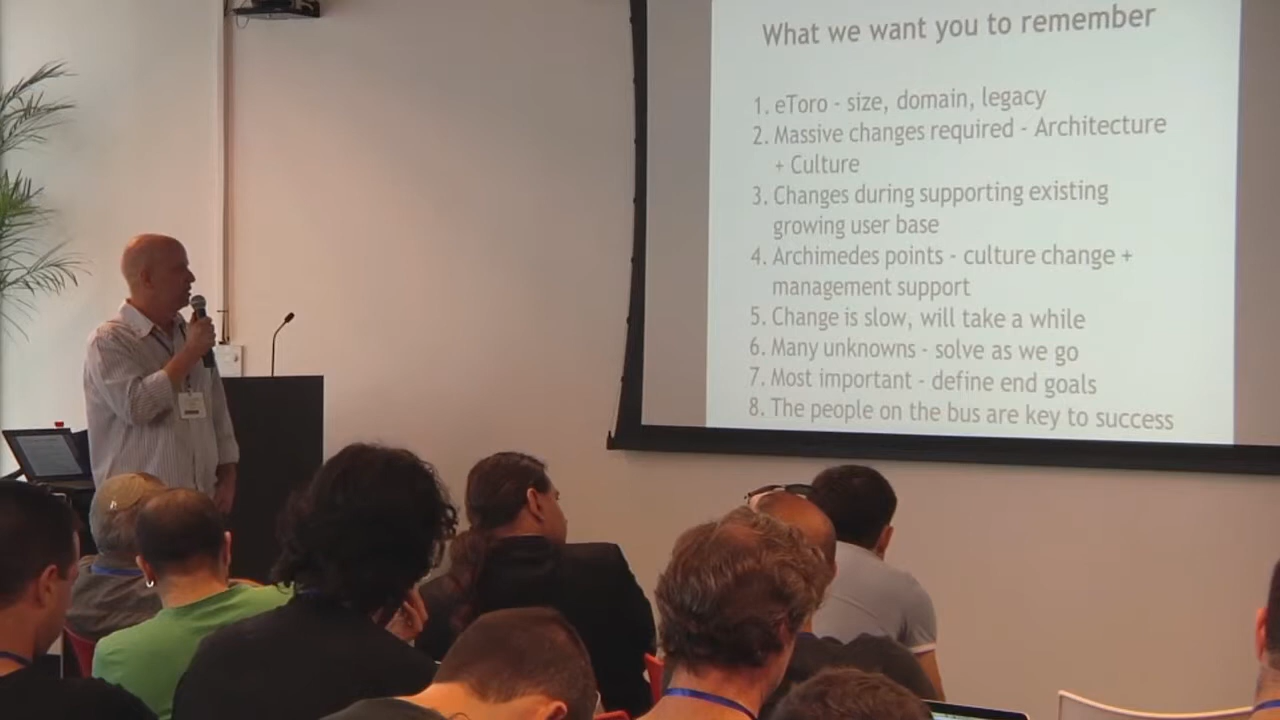 What we want you to remember
1. eToro - size, domain, legacy
2. Massive changes required - Architecture
+ Culture
3. Changes during supporting existing
growing user base
4. Archimedes points - culture change +
management support
5. Change is slow, will take a while
6. Many unknowns - solve as we go
7. Most important - define end goals
8. The people on the bus are key to success